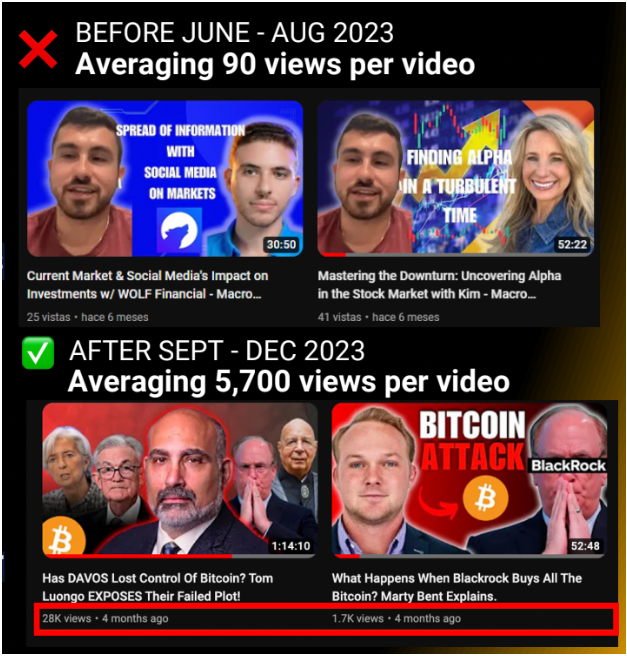 BEFORE JUNE - AUG 2023
Averaging 90 views per video
SPREAD OF INFORMATION
WITH
SOCIAL MEDIA
ON MARKETS
30:50
FINDING ALPHA
IN A TURBULENT
TIME
52:22
Current Market & Social Media's Impact on
Investments w/ WOLF Financial - Macro...
25 vistas • hace 6 meses
Mastering the Downturn: Uncovering Alpha
in the Stock Market with Kim - Macro...
41 vistas • hace 6 meses
AFTER SEPT - DEC 2023
Averaging 5,700 views per video
1:14:10
BITCOIN
ATTACK
BlackRock
52:48
Has DAVOS Lost Control Of Bitcoin? Tom
Luongo EXPOSES Their Failed Plot!
28K views • 4 months ago
What Happens When Blackrock Buys All The
Bitcoin? Marty Bent Explains.
1.7K views • 4 months ago